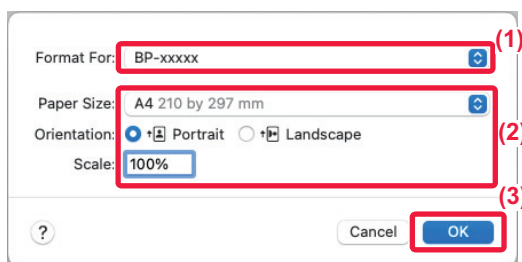 (1)
Format For: BP-xxxxx
Paper Size: A4 210 by 297 mm
Orientation: Portrait Landscape
(2)
Scale: 100%
(3)
? Cancel OK